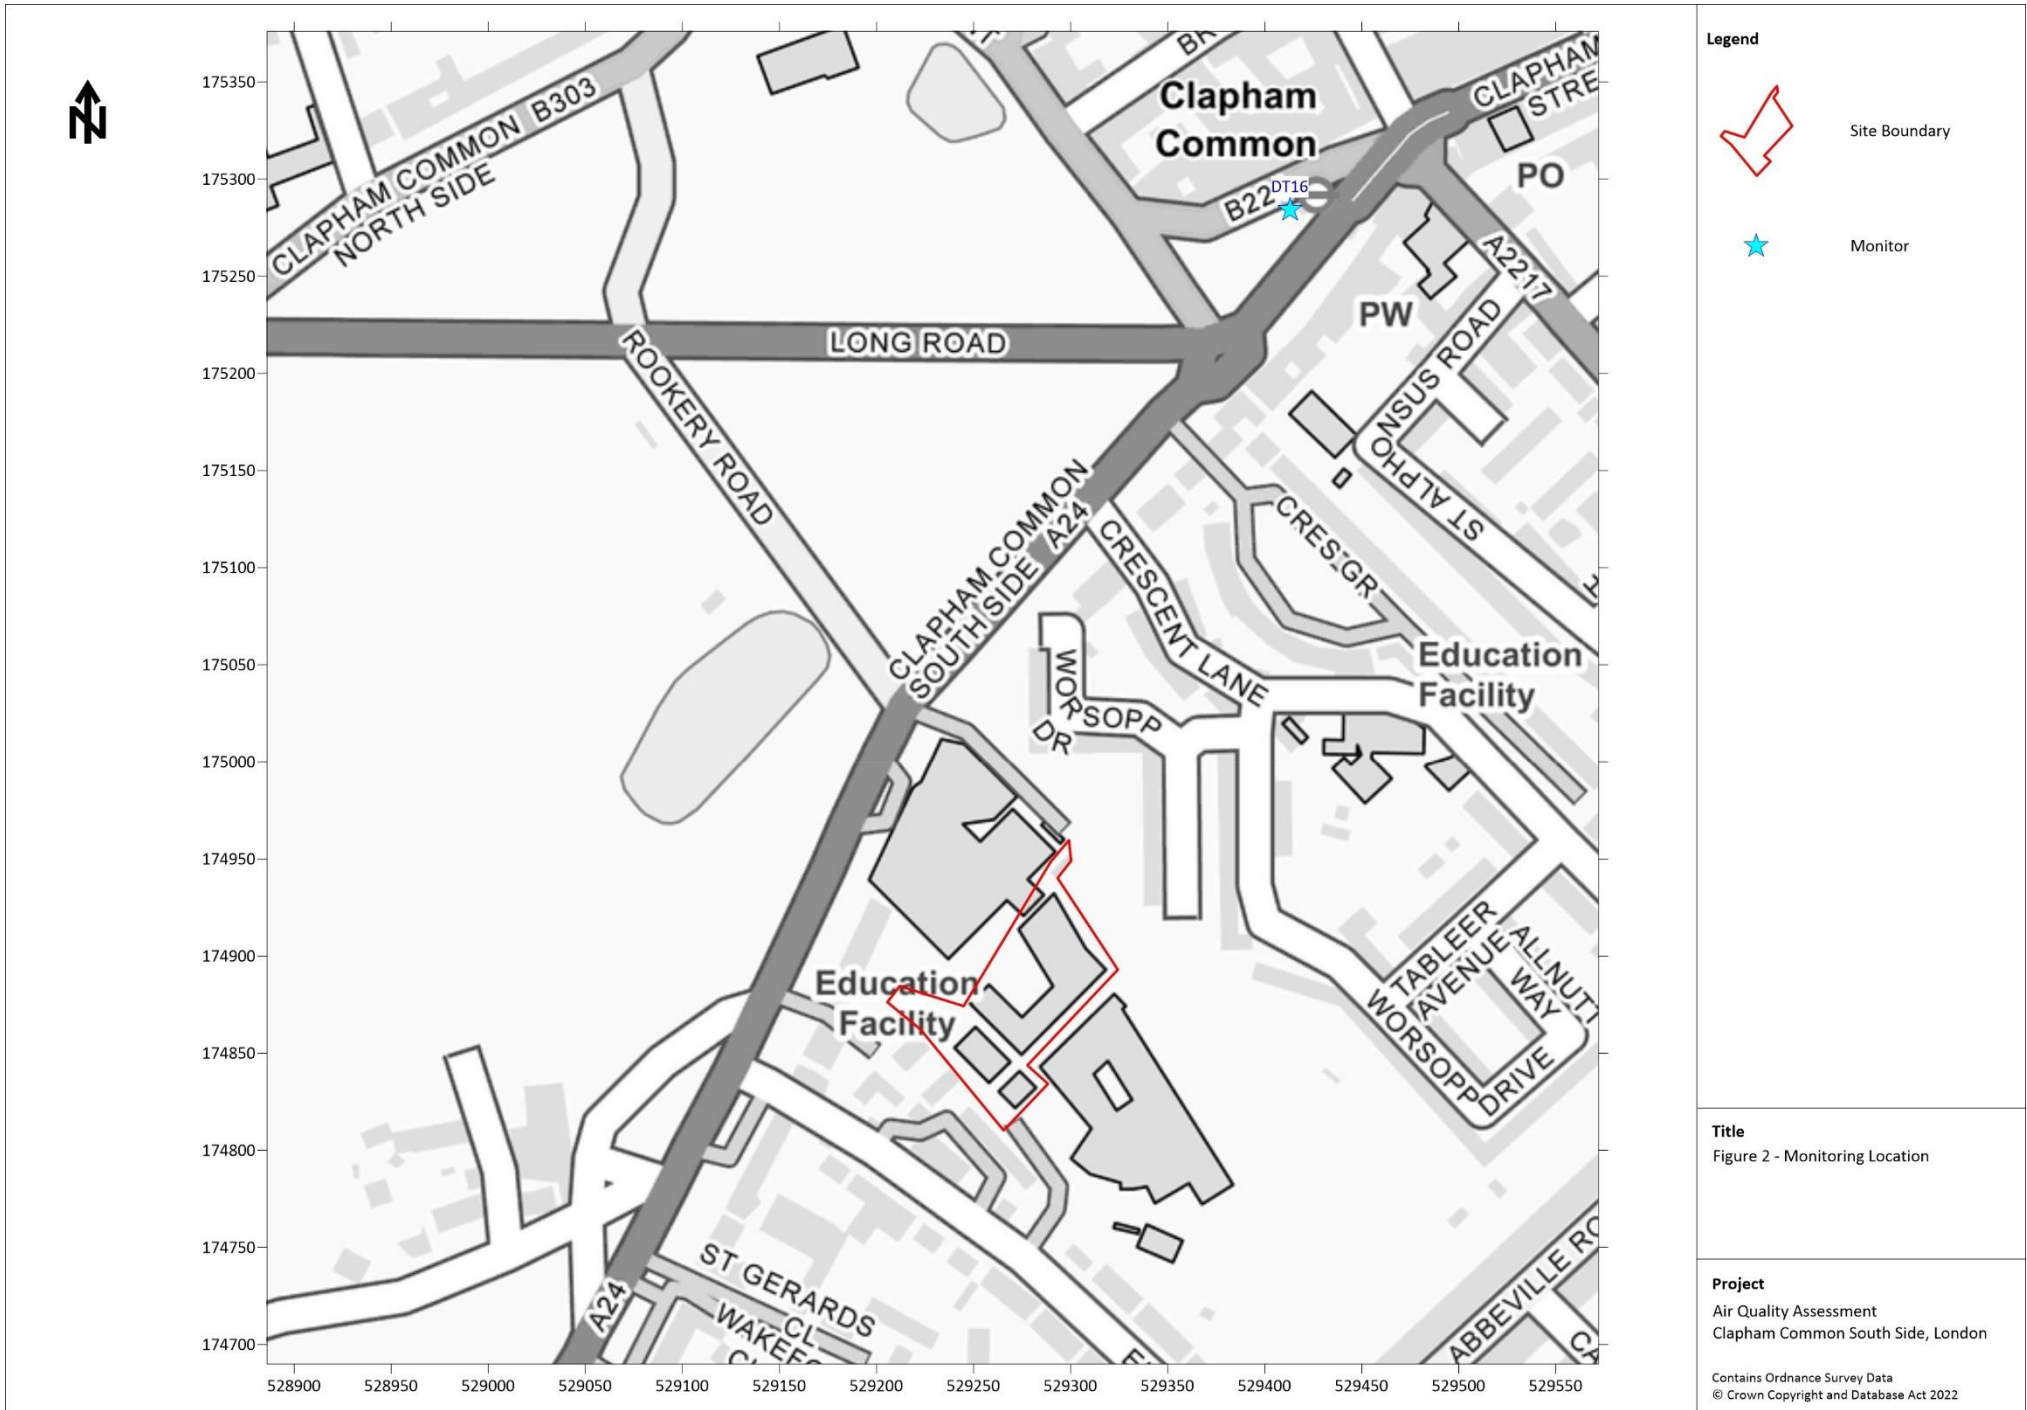 N
175350
175300
175250
175200
175150
175100
175050
175000
174950
174900
174850
174800
174750
174700
528900 528950 529000 529050 529100 529150 529200 529250 529300 529350 529400 529450 529500 529550
CLAPHAM COMMON B303
NORTH SIDE
BR
Clapham
Common
CLAPHAM
STRE
PO
B22
DT16
A2217
PW
LONG ROAD
ROOKERY ROAD
ST ALPHONSUS ROAD
CLAPHAM COMMON
SOUTH SIDE A24
CRES GR
CRESCENT LANE
WORSOPP
DR
Education
Facility
Education
Facility
TABLEER
AVENUE
ALLNUTT
WAY
WORSOPP DRIVE
ST GERARDS
CL
WAKEFO
A24
ABBEVILLE RO
CA
Legend
Site Boundary
Monitor
Title
Figure 2 - Monitoring Location
Project
Air Quality Assessment
Clapham Common South Side, London
Contains Ordnance Survey Data
© Crown Copyright and Database Act 2022